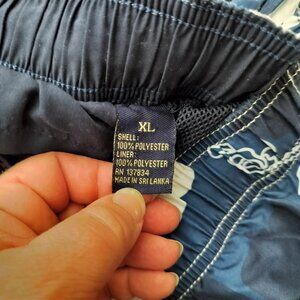 XL
SHELL:
100% POLYESTER
LINER:
100% POLYESTER
RN 137834
MADE IN SRI LANKA